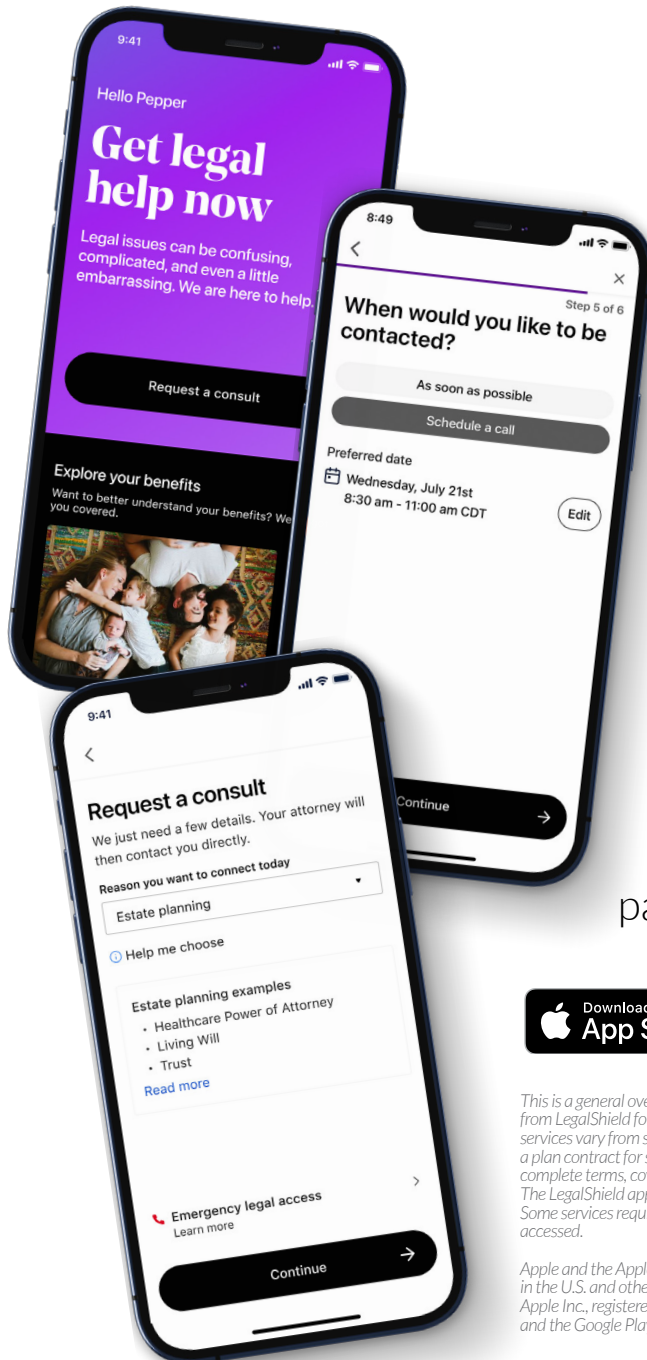 9:41
Hello Pepper
Get legal
help now
Legal issues can be confusing,
complicated, and even a little
embarrassing. We are here to help.
Request a consult
Explore your benefits
Want to better understand your benefits? We
you covered.
8:49
Step 5 of 6
When would you like to be
contacted?
As soon as possible
Schedule a call
Preferred date
Wednesday, July 21st
8:30 am - 11:00 am CDT
Edit
Continue
9:41
Request a consult
We just need a few details. Your attorney will
then contact you directly.
Reason you want to connect today
Estate planning
Help me choose
Estate planning examples
• Healthcare Power of Attorney
• Living Will
• Trust
Read more
Emergency legal access
Learn more
Continue
pa
Download
App S
This is a general ove
from LegalShield fo
services vary from s
a plan contract for s
complete terms, co
The LegalShield app
Some services requ
accessed.
Apple and the Apple
in the U.S. and othe
Apple Inc., registere
and the Google Pla